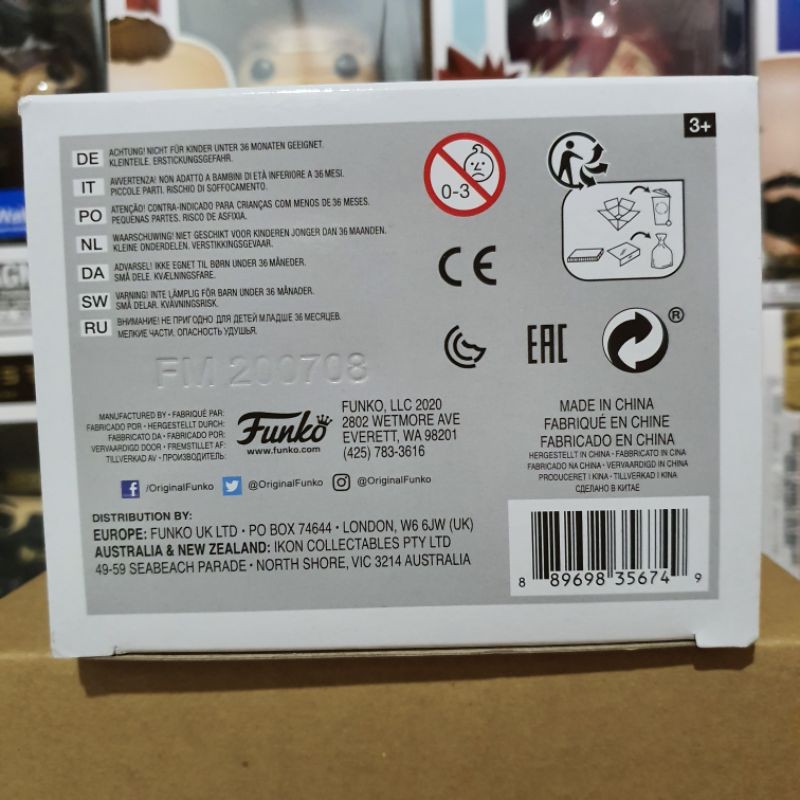 3+
DE ACHTUNG! NICHT FÜR KINDER UNTER 36 MONATEN GEEIGNET.
KLEINTEILE. ERSTICKUNGSGEFAHR.
IT AVVERTENZA: NON ADATTO A BAMBINI DI ETÀ INFERIORE A 36 MESI.
PICCOLE PARTI. RISCHIO DI SOFFOCAMENTO.
PO ATENÇÃO! CONTRA-INDICADO PARA CRIANÇAS COM MENOS DE 36 MESES.
PEQUENAS PARTES. RISCO DE ASFIXIA.
NL WAARSCHUWING! NIET GESCHIKT VOOR KINDEREN JONGER DAN 36 MAANDEN.
KLEINE ONDERDELEN. VERSTIKKINGSGEVAAR.
DA ADVARSEL! IKKE EGNET TIL BØRN UNDER 36 MÅNEDER.
SMÅ DELE. KVÆLNINGSFARE.
SW VARNING! INTE LÄMPLIG FÖR BARN UNDER 36 MÅNADER.
SMÅ DELAR. KVÄVNINGSRISK.
RU ВНИМАНИЕ! НЕ ПРИГОДНО ДЛЯ ДЕТЕЙ МЛАДШЕ 36 МЕСЯЦЕВ.
МЕЛКИЕ ЧАСТИ. ОПАСНОСТЬ УДУШЬЯ.
0-3
CE
EAC
®
FM 200708
MANUFACTURED BY • FABRIQUÉ PAR:
FABRICADO POR • HERGESTELLT DURCH:
FABBRICATO DA • FABRICADO POR:
VERVAARDIGD DOOR • FREMSTILLET AF:
TILLVERKAD AV • ПРОИЗВОДИТЕЛЬ:
Funko
www.funko.com
FUNKO, LLC 2020
2802 WETMORE AVE
EVERETT, WA 98201
(425) 783-3616
MADE IN CHINA
FABRIQUÉ EN CHINE
FABRICADO EN CHINA
HERGESTELLT IN CHINA • FABBRICATO IN CINA
FABRICADO NA CHINA • VERVAARDIGD IN CHINA
PRODUCERET I KINA • TILLVERKAD I KINA
СДЕЛАНО В КИТАЕ
/OriginalFunko @OriginalFunko @OriginalFunko
DISTRIBUTION BY:
EUROPE: FUNKO UK LTD • PO BOX 74644 • LONDON, W6 6JW (UK)
AUSTRALIA & NEW ZEALAND: IKON COLLECTABLES PTY LTD
49-59 SEABEACH PARADE • NORTH SHORE, VIC 3214 AUSTRALIA
8 89698 35674 9